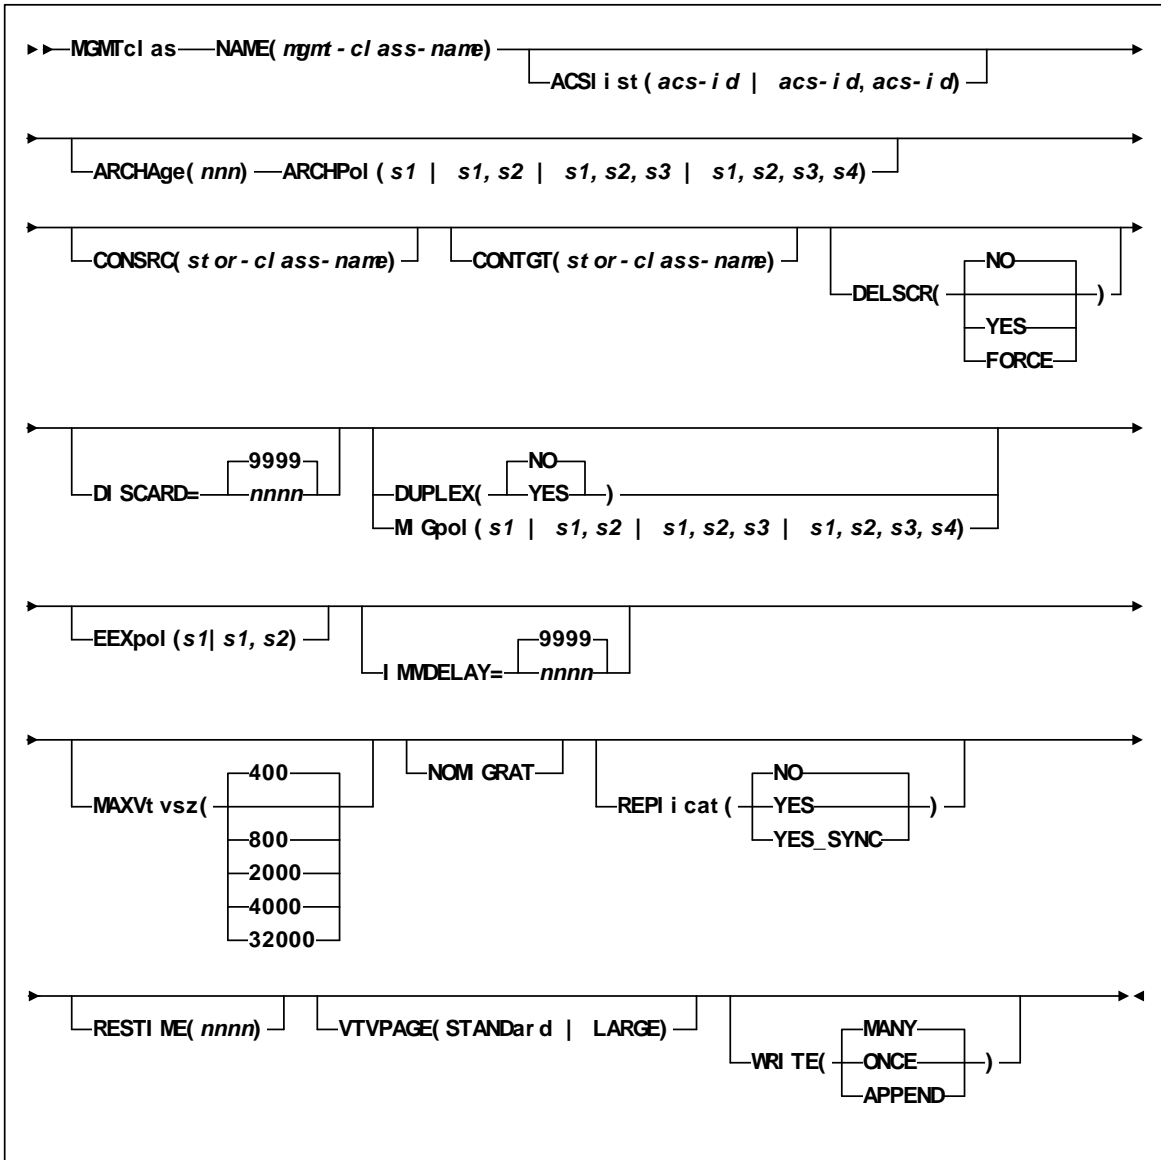 MGMTclas NAME(mgmt-class-name)
ACSlist(acs-id | acs-id,acs-id)
ARCHAge(nnn) ARCHPol(s1 | s1,s2 | s1,s2,s3 | s1,s2,s3,s4)
CONSRC(stor-class-name) CONTGT(stor-class-name)
DELSCR( NO )
YES
FORCE
DISCARD= 9999
nnnn
DUPLEX( NO )
YES
MIGpol(s1 | s1,s2 | s1,s2,s3 | s1,s2,s3,s4)
EEXpol(s1|s1,s2)
IMMDELAY= 9999
nnnn
MAXVtvsz( 400
800
2000
4000
32000
NOMIGRAT
REPlicat( NO
YES )
YES_SYNC
RESTIME(nnnn) VTVPAGE(STANDard | LARGE)
WRITE( MANY
ONCE )
APPEND